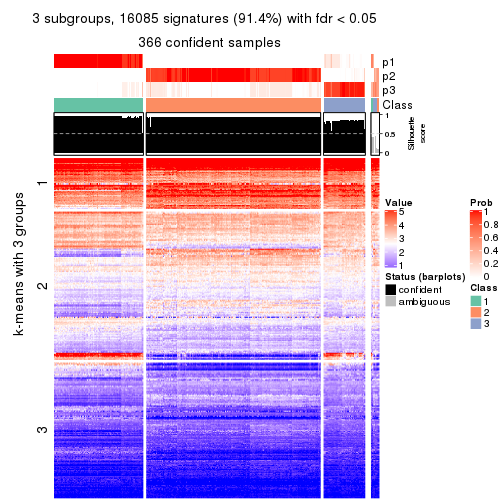 3 subgroups, 16085 signatures (91.4%) with fdr < 0.05
366 confident samples
p1
p2
p3
Class
1
0.5
0
Silhouette
score
k-means with 3 groups
1
2
3
Value
5
4
3
2
1
Status (barplots)
confident
ambiguous
Prob
1
0.8
0.6
0.4
0.2
0
Class
1
2
3